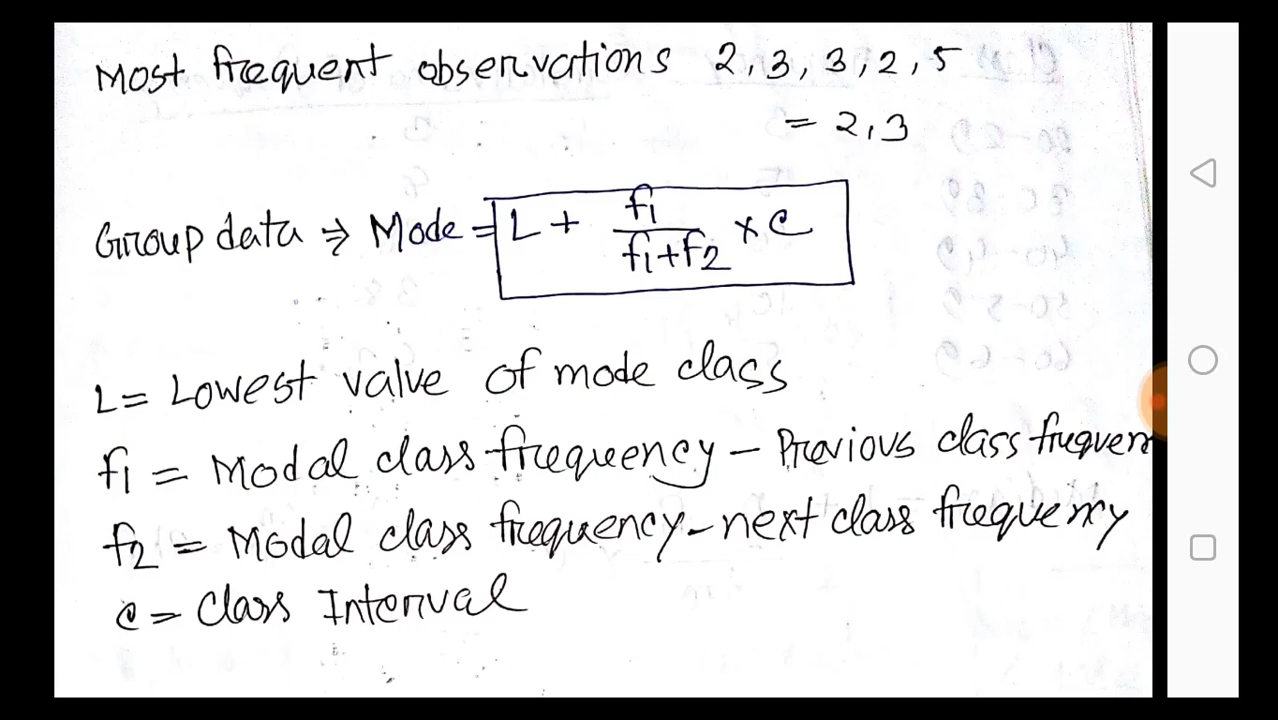 Most frequent observations 2, 3, 3, 2, 5
= 2, 3
Group data ⇒ Mode = L + f1/(f1+f2) × c
L = Lowest value of mode class
f1 = Modal class frequency - Previous class frequen
f2 = Modal class frequency - next class frequency
c = Class Interval